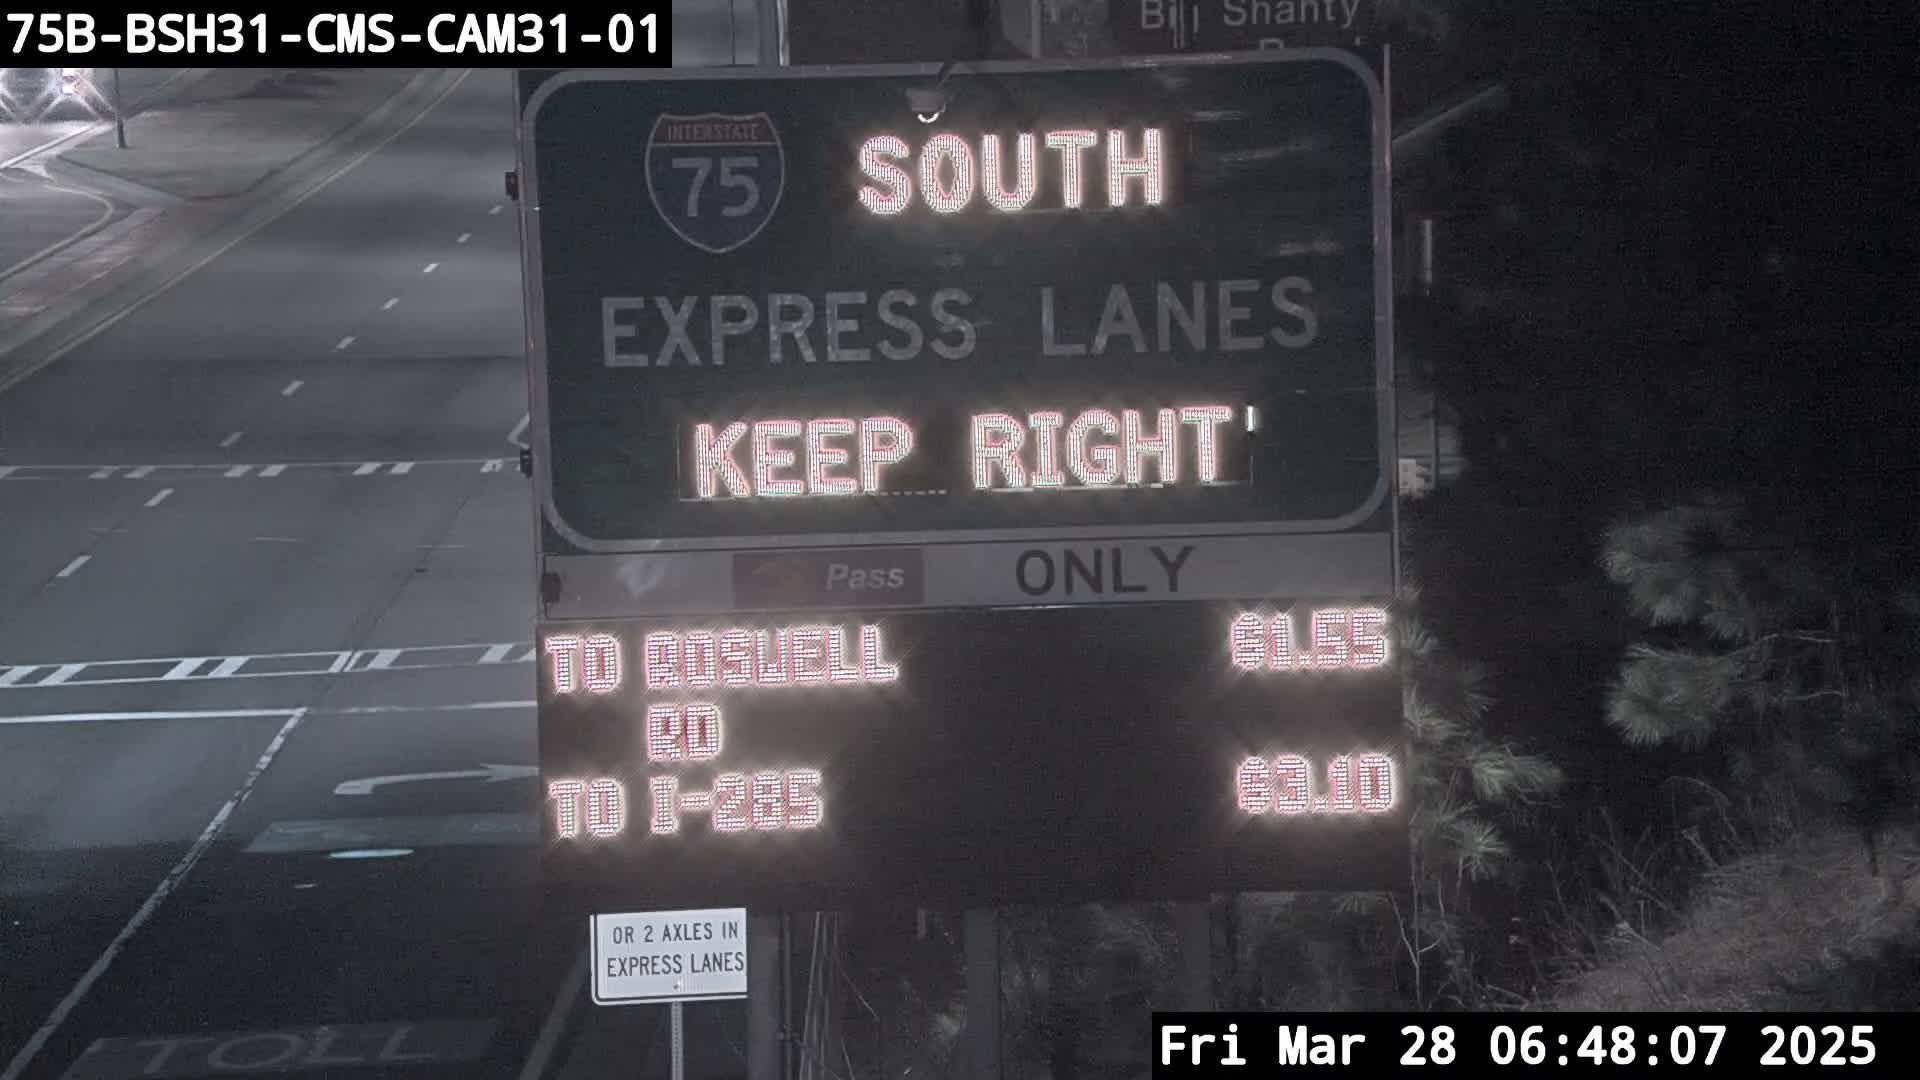 75B-BSH31-CMS-CAM31-01
Shanty
INTERSTATE
75
SOUTH
EXPRESS LANES
KEEP RIGHT
Pass
ONLY
TO ROSWELL
$1.55
RD
TO I-285
$3.10
OR 2 AXLES IN
EXPRESS LANES
TOLL
Fri Mar 28 06:48:07 2025